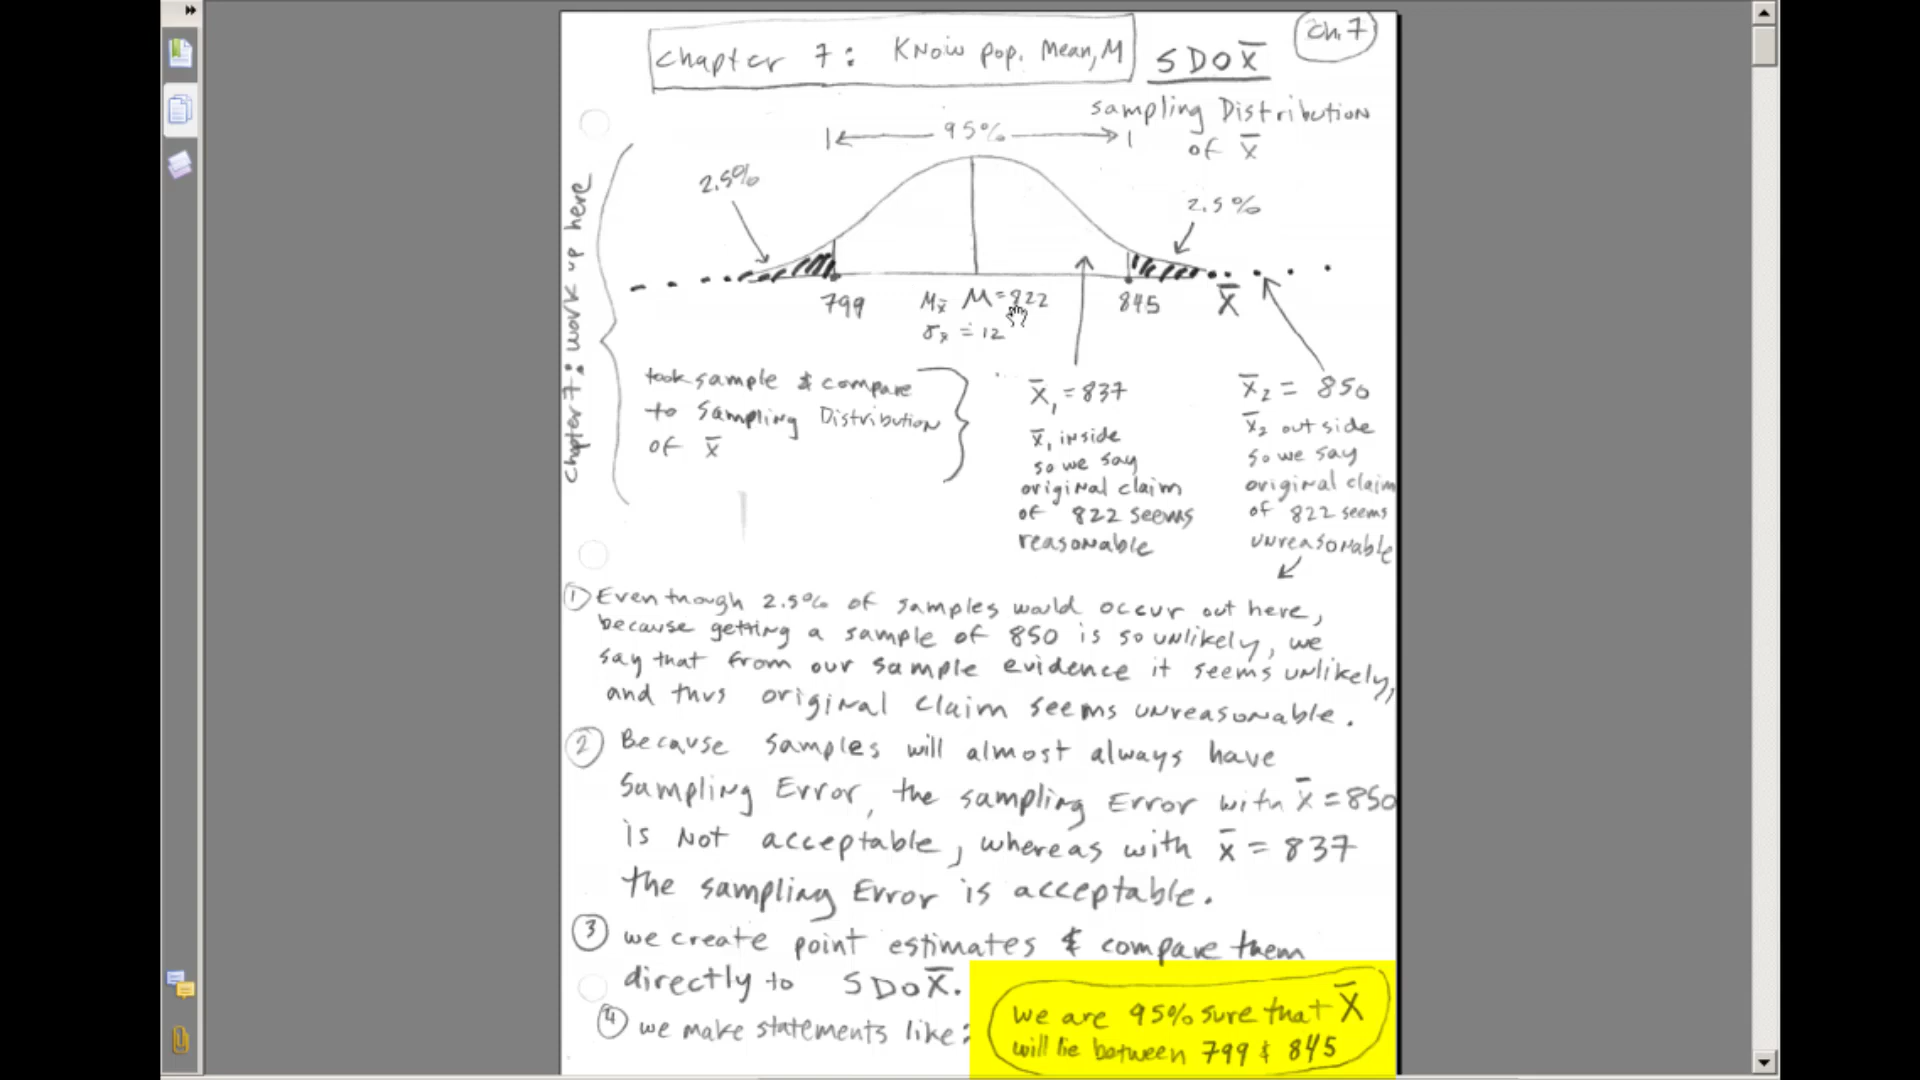 Chapter 7: Know pop. Mean, M
SDOX̅
Ch. 7
Sampling Distribution
of X̅
95%
2.5%
2.5%
799
Mx̅ M=822
σx̅ = 12
845
X̅
Chapter 7: work up here
took sample & compare
to Sampling Distribution
of X̅
X̅₁ = 837
X̅₁ inside
so we say
original claim
of 822 seems
reasonable
X̅₂ = 850
X̅₂ out side
so we say
original claim
of 822 seems
unreasonable
① Even though 2.5% of samples would occur out here,
because getting a sample of 850 is so unlikely, we
say that from our sample evidence it seems unlikely,
and thus original claim seems unreasonable.
② Because samples will almost always have
Sampling Error, the sampling Error with X̅ = 850
is Not acceptable, whereas with X̅ = 837
the sampling Error is acceptable.
③ we create point estimates & compare them
directly to SDOX̅.
④ we make statements like:
we are 95% sure that X̅
will lie between 799 & 845